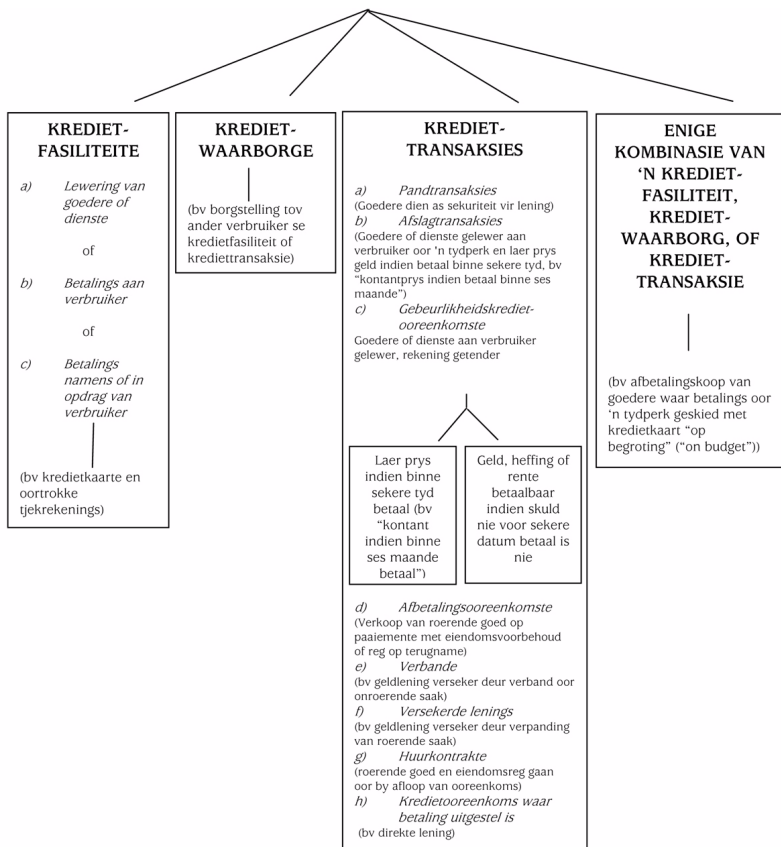 KREDIET-
FASILITEITE
a) Lewering van
goedere of
dienste
of
b) Betalings aan
verbruiker
of
c) Betalings
namens of in
opdrag van
verbruiker
(bv kredietkaarte en
oortrokke
tjekrekenings)
KREDIET-
WAARBORGE
(bv borgstelling tov
ander verbruiker se
kredietfasiliteit of
krediettransaksie)
KREDIET-
TRANSAKSIES
a) Pandtransaksies
(Goedere dien as sekuriteit vir lening)
b) Afslagtransaksies
(Goedere of dienste gelewer aan
verbruiker oor 'n tydperk en laer prys
geld indien betaal binne sekere tyd, bv
“kontantprys indien betaal binne ses
maande”)
c) Gebeurlikheidskrediet-
ooreenkomste
Goedere of dienste aan verbruiker
gelewer, rekening getender
Laer prys
indien binne
sekere tyd
betaal (bv
“kontant
indien binne
ses maande
betaal”)
Geld, heffing of
rente
betaalbaar
indien skuld
nie voor sekere
datum betaal is
nie
d) Afbetalingsooreenkomste
(Verkoop van roerende goed op
paaiemente met eiendomsvoorbehoud
of reg op terugname)
e) Verbande
(bv geldlening verseker deur verband oor
onroerende saak)
f) Versekerde lenings
(bv geldlening verseker deur verpanding
van roerende saak)
g) Huurkontrakte
(roerende goed en eiendomsreg gaan
oor by afloop van ooreenkoms)
h) Kredietooreenkoms waar
betaling uitgestel is
(bv direkte lening)
ENIGE
KOMBINASIE VAN
‘N KREDIET-
FASILITEIT,
KREDIET-
WAARBORG, OF
KREDIET-
TRANSAKSIE
(bv afbetalingskoop van
goedere waar betalings oor
‘n tydperk geskied met
kredietkaart “op
begroting” (“on budget”))